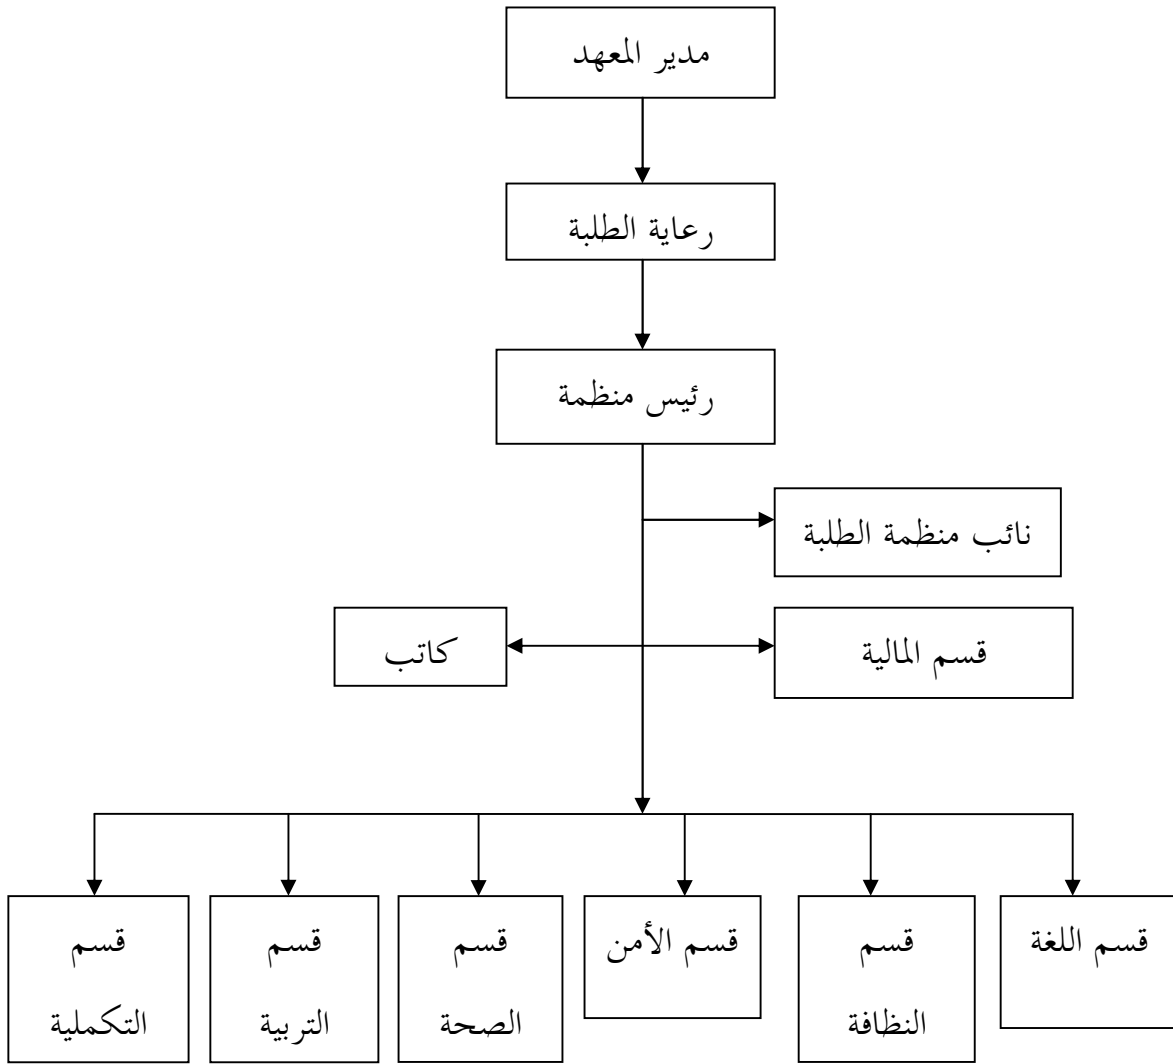 مدير المعهد
رعاية الطلبة
رئيس منظمة
نائب منظمة الطلبة
قسم المالية
كاتب
قسم اللغة
قسم
النظافة
قسم الأمن
قسم
الصحة
قسم
التربية
قسم
التكملية